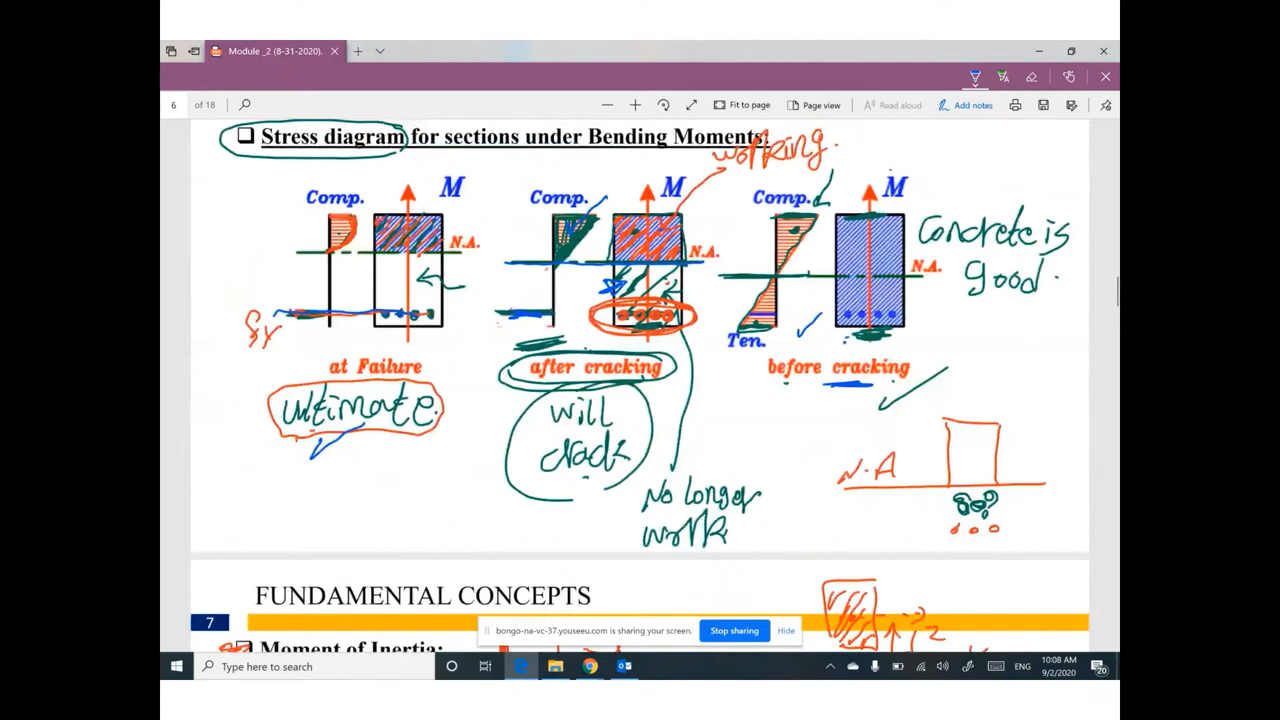 Module _2 (8-31-2020).
6 of 18
Fit to page
Page view
Read aloud
Add notes
Stress diagram for sections under Bending Moments:
working.
Comp. M
Comp. M
Comp. M
N.A.
N.A.
N.A.
Concrete is
good.
Ten.
at Failure
after cracking
before cracking
ultimate
will
crack
No longer
work
N.A
FUNDAMENTAL CONCEPTS
7
Moment of Inertia:
bongo-na-vc-37.youseeu.com is sharing your screen.
Stop sharing
Hide
Type here to search
ENG
10:08 AM
9/2/2020
20